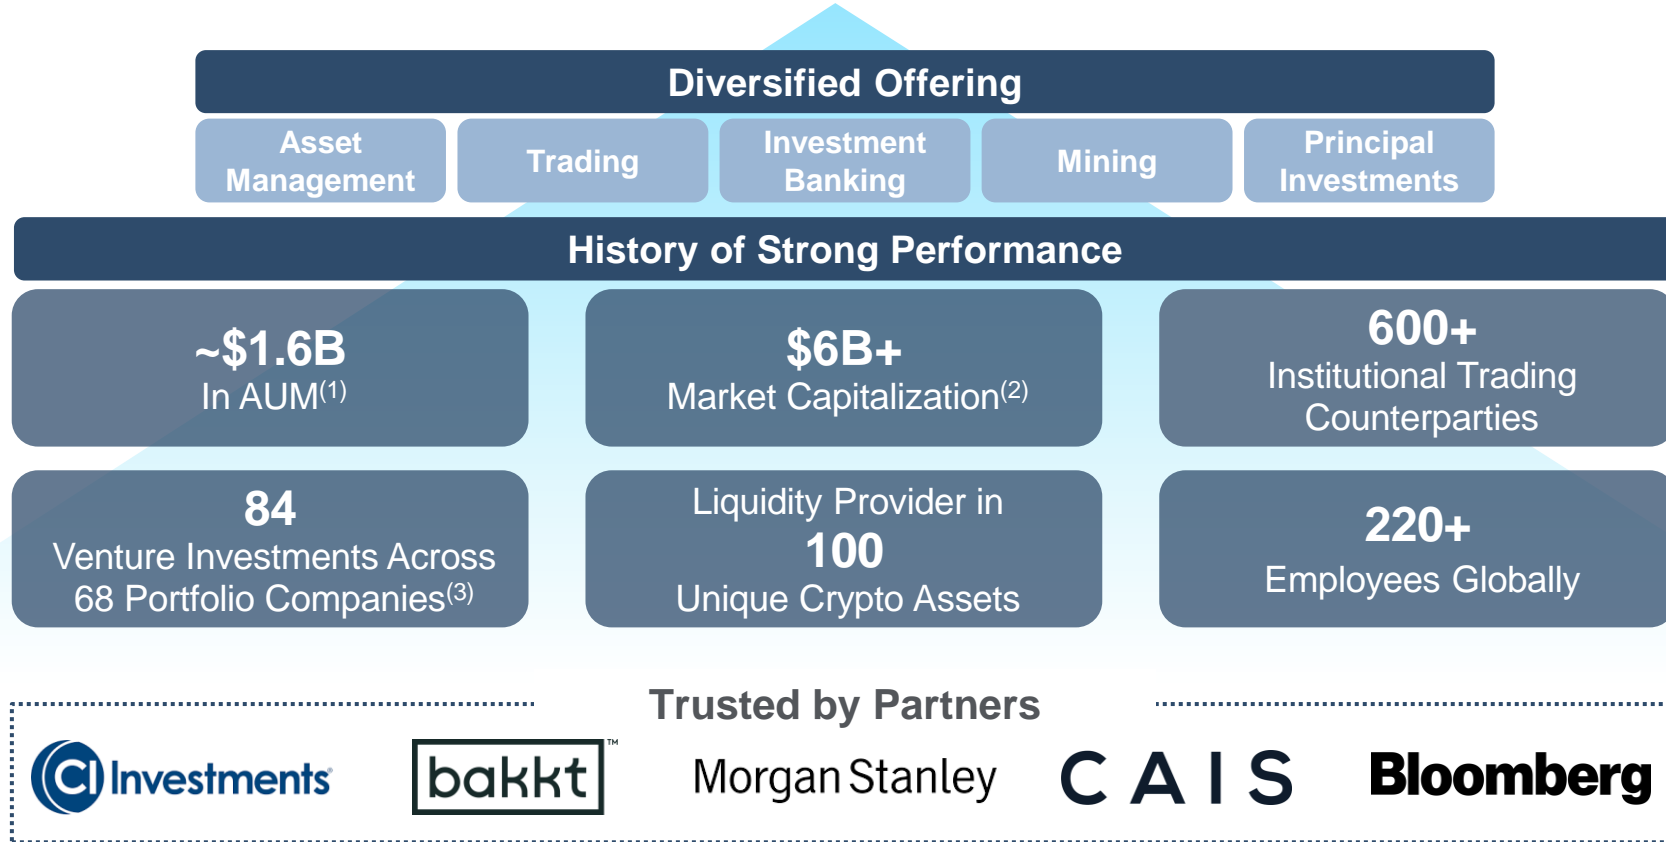 Diversified Offering
Asset
Management
Trading
Investment
Banking
Mining
Principal
Investments
History of Strong Performance
~$1.6B
In AUM(1)
$6B+
Market Capitalization(2)
600+
Institutional Trading
Counterparties
84
Venture Investments Across
68 Portfolio Companies(3)
Liquidity Provider in
100
Unique Crypto Assets
220+
Employees Globally
Trusted by Partners
CI Investments®
bakkt™
Morgan Stanley
CAIS
Bloomberg